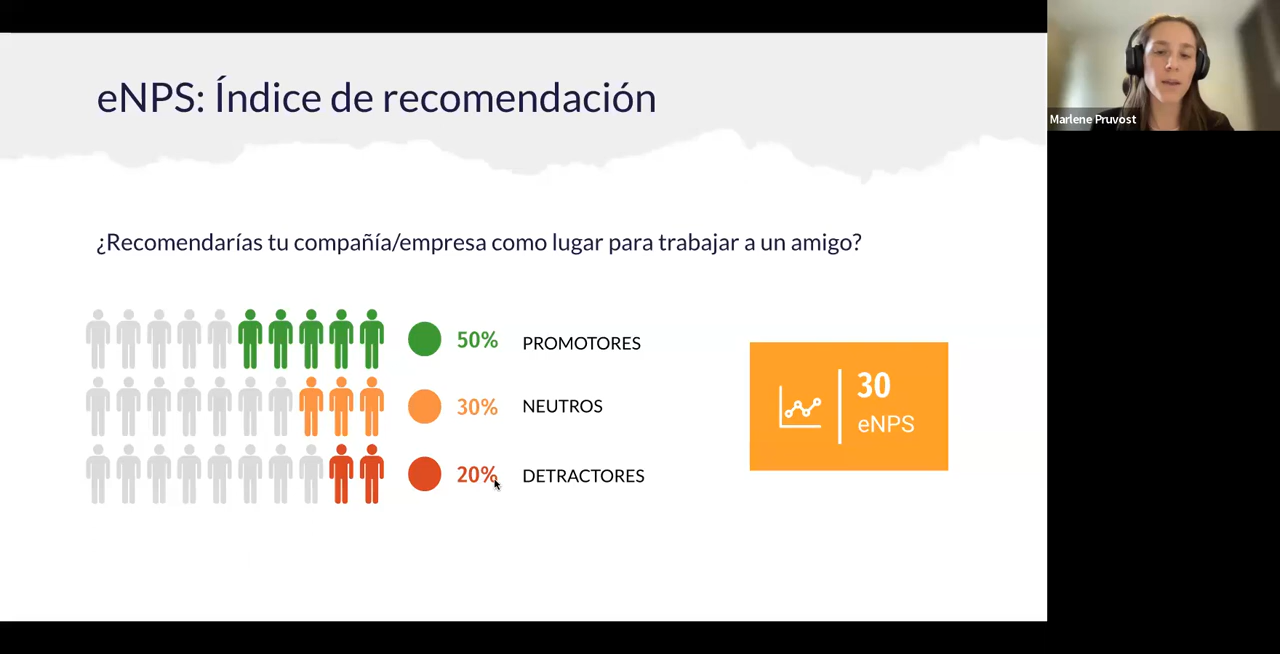 eNPS: Índice de recomendación
Marlene Pruvost
¿Recomendarías tu compañía/empresa como lugar para trabajar a un amigo?
50% PROMOTORES
30% NEUTROS
20% DETRACTORES
30
eNPS